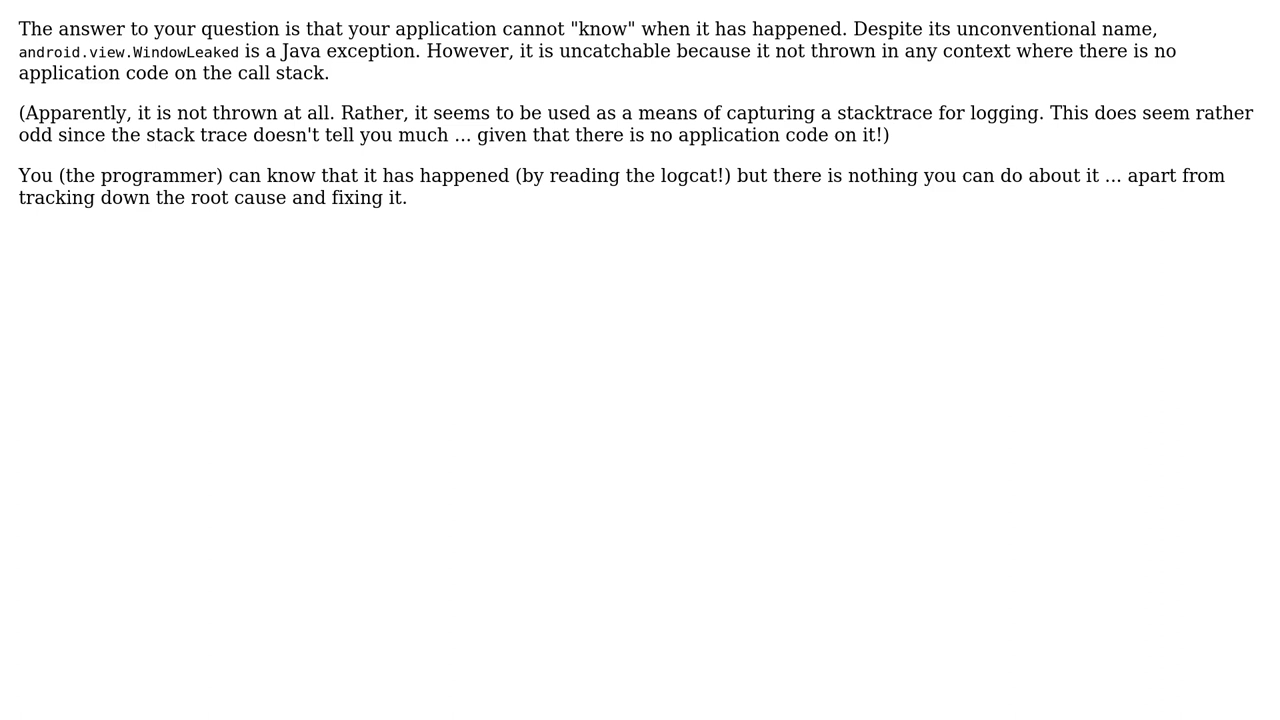 The answer to your question is that your application cannot "know" when it has happened. Despite its unconventional name,
android.view.WindowLeaked is a Java exception. However, it is uncatchable because it not thrown in any context where there is no
application code on the call stack.
(Apparently, it is not thrown at all. Rather, it seems to be used as a means of capturing a stacktrace for logging. This does seem rather
odd since the stack trace doesn't tell you much ... given that there is no application code on it!)
You (the programmer) can know that it has happened (by reading the logcat!) but there is nothing you can do about it ... apart from
tracking down the root cause and fixing it.